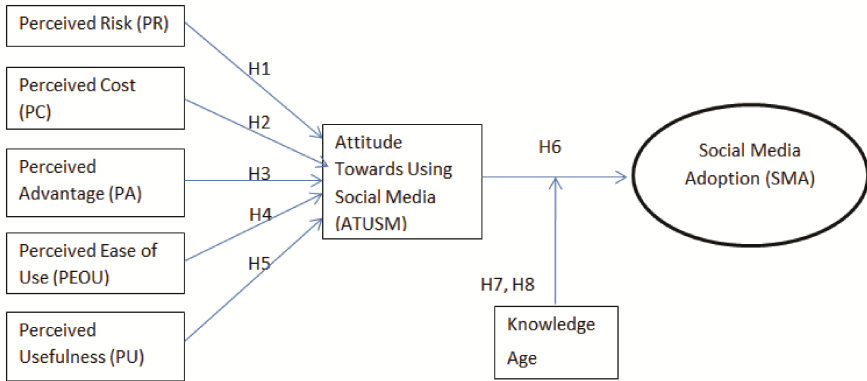 Perceived Risk (PR)
H1
Perceived Cost
(PC)
H2
Perceived
Advantage (PA)
H3
Perceived Ease of
Use (PEOU)
H4
Perceived
Usefulness (PU)
H5
Attitude
Towards Using
Social Media
(ATUSM)
H6
Social Media
Adoption (SMA)
H7, H8
Knowledge
Age